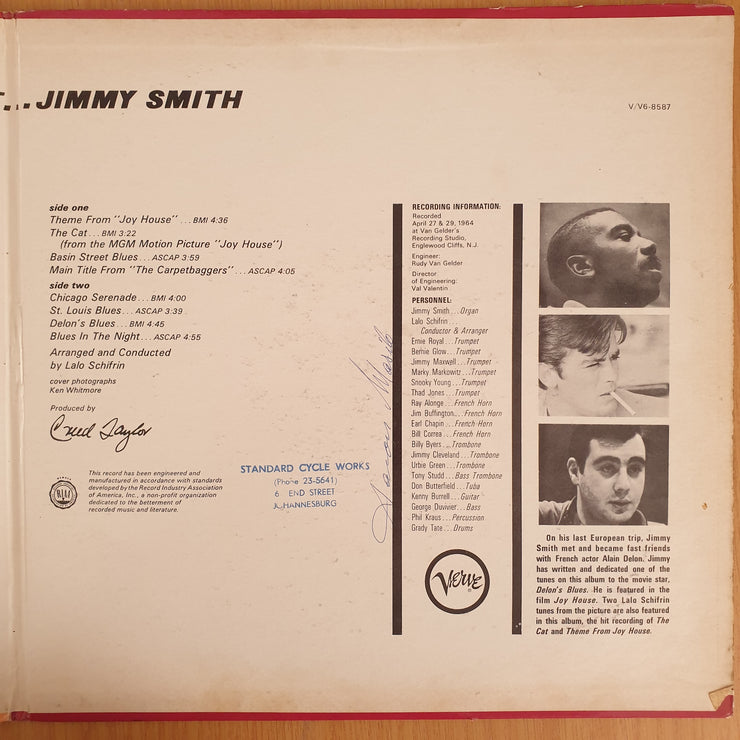 ...JIMMY SMITH
V/V6-8587
side one
Theme From "Joy House"...BMI 4:36
The Cat...BMI 3:22
(from the MGM Motion Picture "Joy House")
Basin Street Blues...ASCAP 3:59
Main Title From "The Carpetbaggers"...ASCAP 4:05
side two
Chicago Serenade...BMI 4:00
St. Louis Blues...ASCAP 3:39
Delon's Blues...BMI 4:45
Blues In The Night...ASCAP 4:55
Arranged and Conducted
by Lalo Schifrin
cover photographs
Ken Whitmore
Produced by
Creed Taylor
This record has been engineered and
manufactured in accordance with standards
developed by the Record Industry Association
of America, Inc., a non-profit organization
dedicated to the betterment of
recorded music and literature.
RIAA
STANDARD CYCLE WORKS
(Phone 23-5641)
6 END STREET
JOHANNESBURG
RECORDING INFORMATION:
Recorded
April 27 & 29, 1964
at Van Gelder's
Recording Studio,
Englewood Cliffs, N.J.
Engineer:
Rudy Van Gelder
Director
of Engineering:
Val Valentin
PERSONNEL:
Jimmy Smith...Organ
Lalo Schifrin...
Conductor & Arranger
Ernie Royal...Trumpet
Bernie Glow...Trumpet
Jimmy Maxwell...Trumpet
Marky Markowitz...Trumpet
Snooky Young...Trumpet
Thad Jones...Trumpet
Ray Alonge...French Horn
Jim Buffington...French Horn
Earl Chapin...French Horn
Bill Correa...French Horn
Billy Byers...Trombone
Jimmy Cleveland...Trombone
Urbie Green...Trombone
Tony Studd...Bass Trombone
Don Butterfield...Tuba
Kenny Burrell...Guitar
George Duvivier...Bass
Phil Kraus...Percussion
Grady Tate...Drums
VERVE
On his last European trip, Jimmy
Smith met and became fast friends
with French actor Alain Delon. Jimmy
has written and dedicated one of the
tunes on this album to the movie star,
Delon's Blues. He is featured in the
film Joy House. Two Lalo Schifrin
tunes from the picture are also featured
in this album, the hit recording of The
Cat and Theme From Joy House.